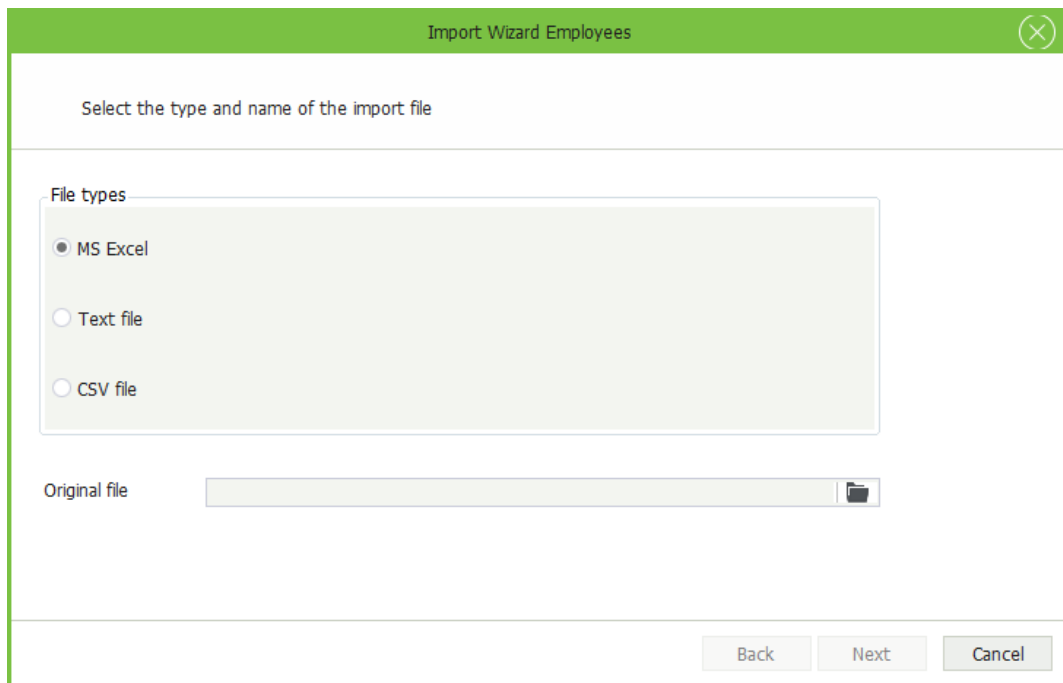 Import Wizard Employees
Select the type and name of the import file
File types
MS Excel
Text file
CSV file
Original file
Back Next Cancel